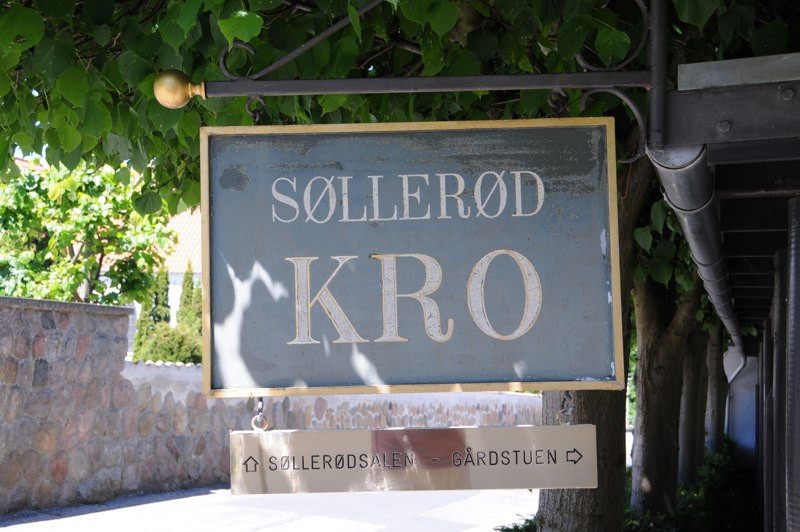 SØLLERØD
KRO
⇧ SØLLERØDSALEN - GÅRDSTUEN ⇨